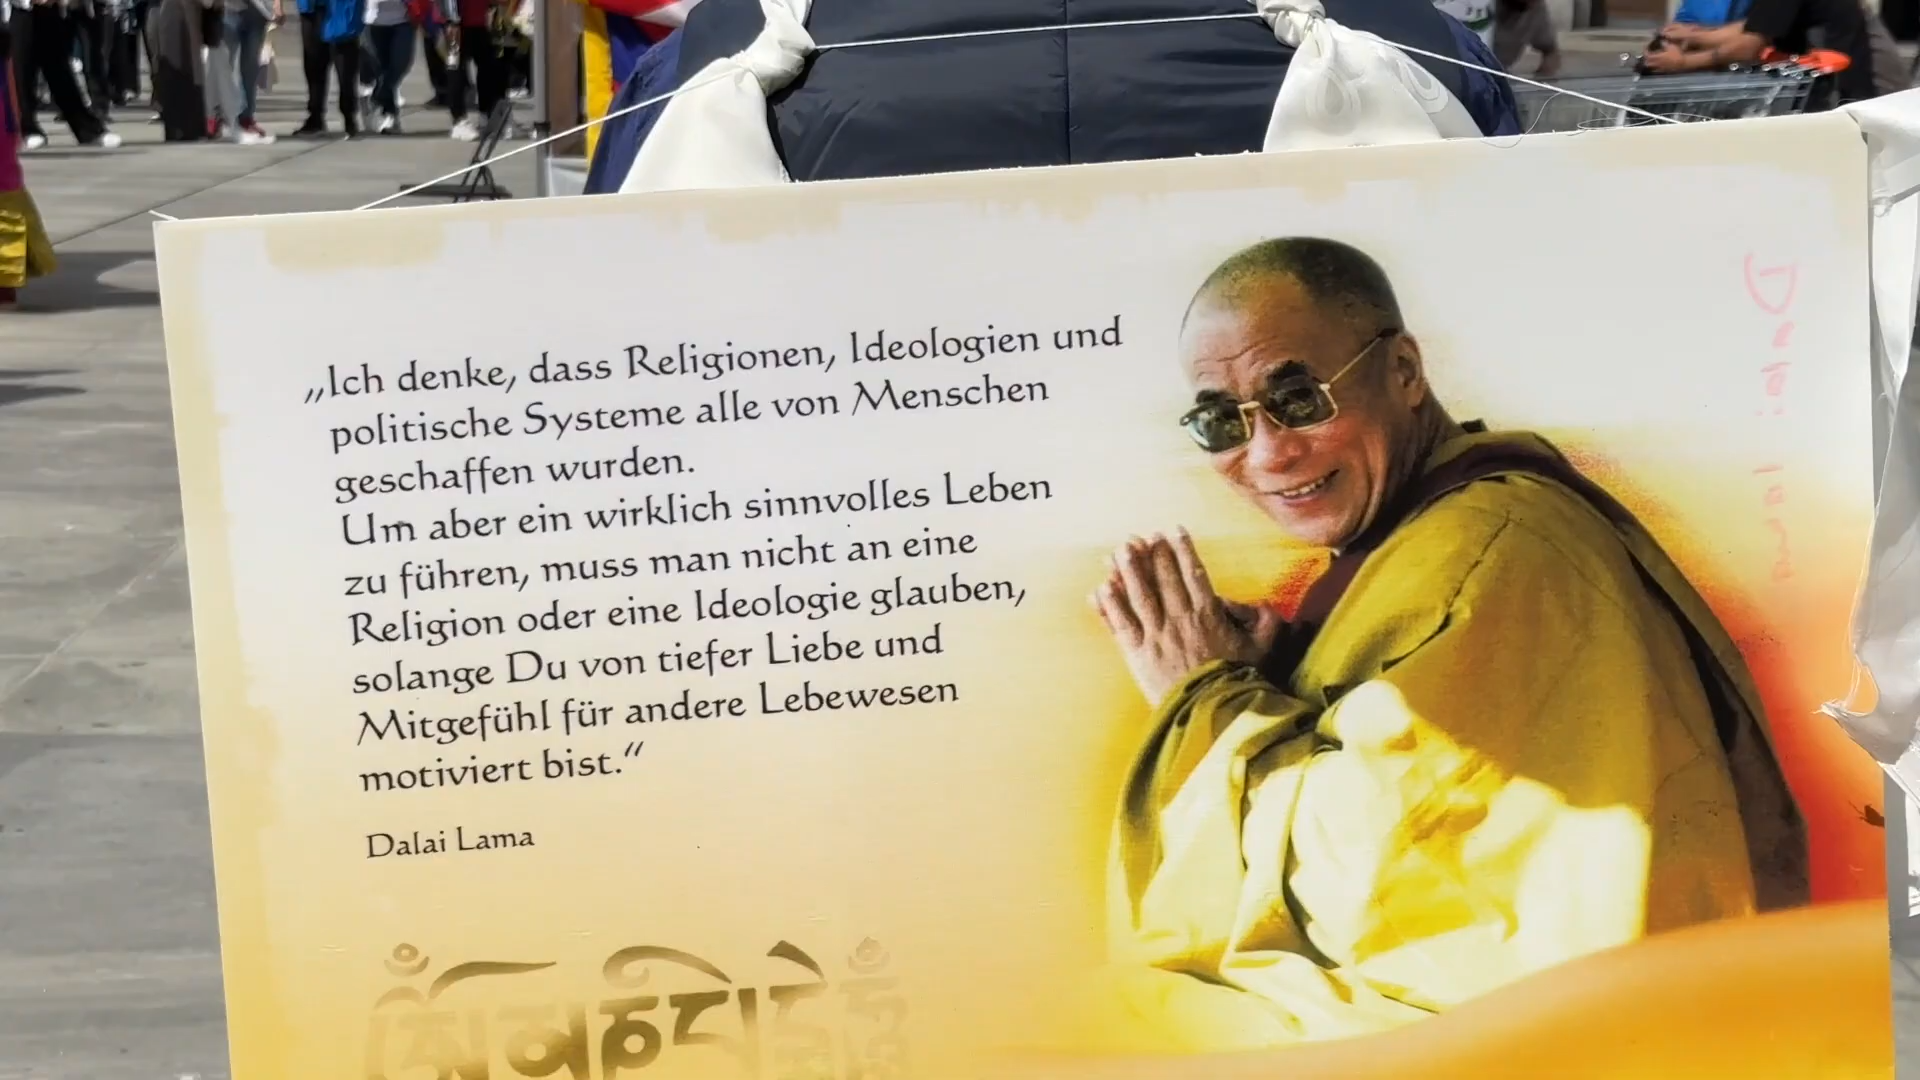 „Ich denke, dass Religionen, Ideologien und
politische Systeme alle von Menschen
geschaffen wurden.
Um aber ein wirklich sinnvolles Leben
zu führen, muss man nicht an eine
Religion oder eine Ideologie glauben,
solange Du von tiefer Liebe und
Mitgefühl für andere Lebewesen
motiviert bist.“
Dalai Lama
Dalai lama